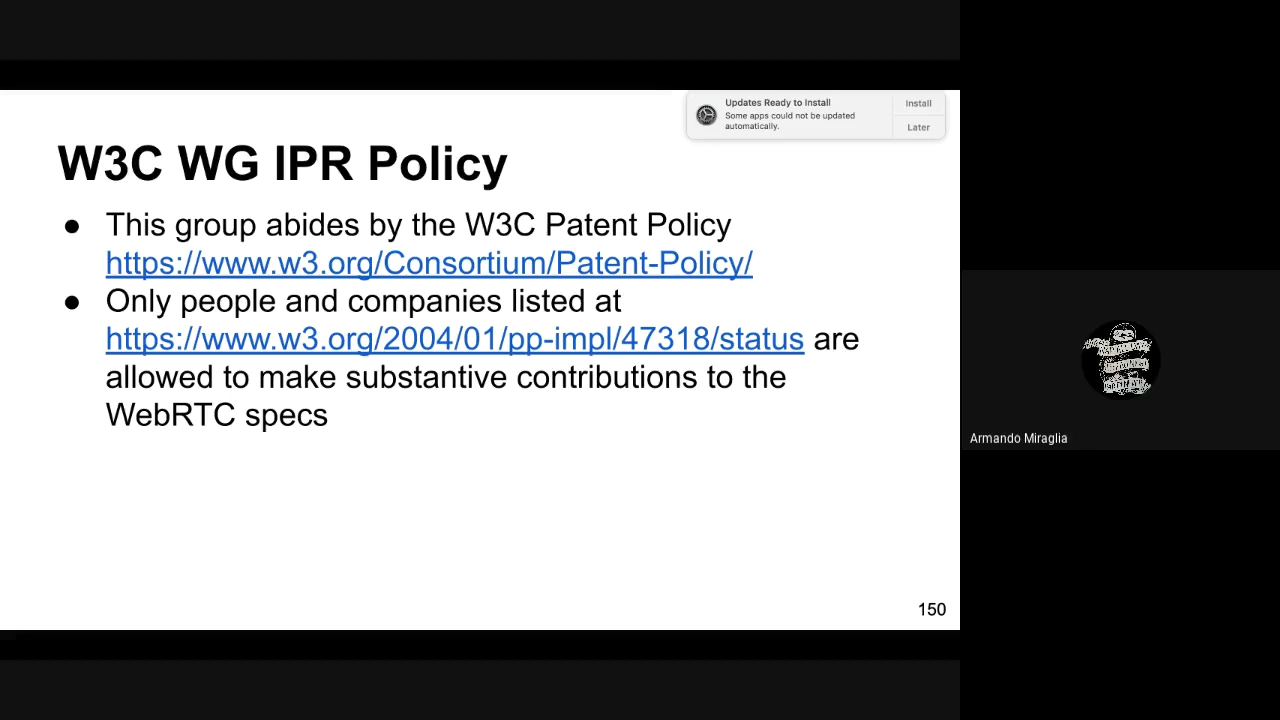 Updates Ready to Install
Some apps could not be updated
automatically.
Install
Later
W3C WG IPR Policy
● This group abides by the W3C Patent Policy
https://www.w3.org/Consortium/Patent-Policy/
● Only people and companies listed at
https://www.w3.org/2004/01/pp-impl/47318/status are
allowed to make substantive contributions to the
WebRTC specs
150
Armando Miraglia